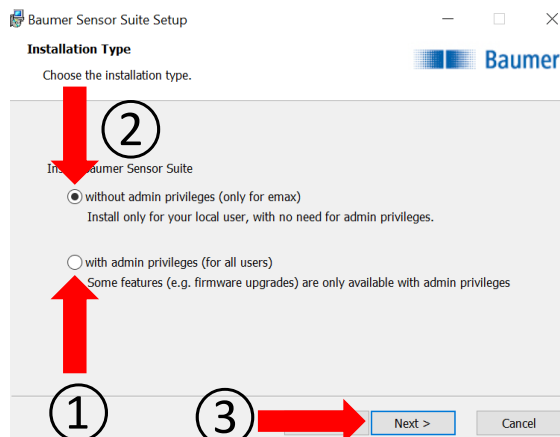 Baumer Sensor Suite Setup
Installation Type
Baumer
Choose the installation type.
2
Baumer Sensor Suite
without admin privileges (only for emax)
Install only for your local user, with no need for admin privileges.
with admin privileges (for all users)
Some features (e.g. firmware upgrades) are only available with admin privileges
1
3
Next >
Cancel